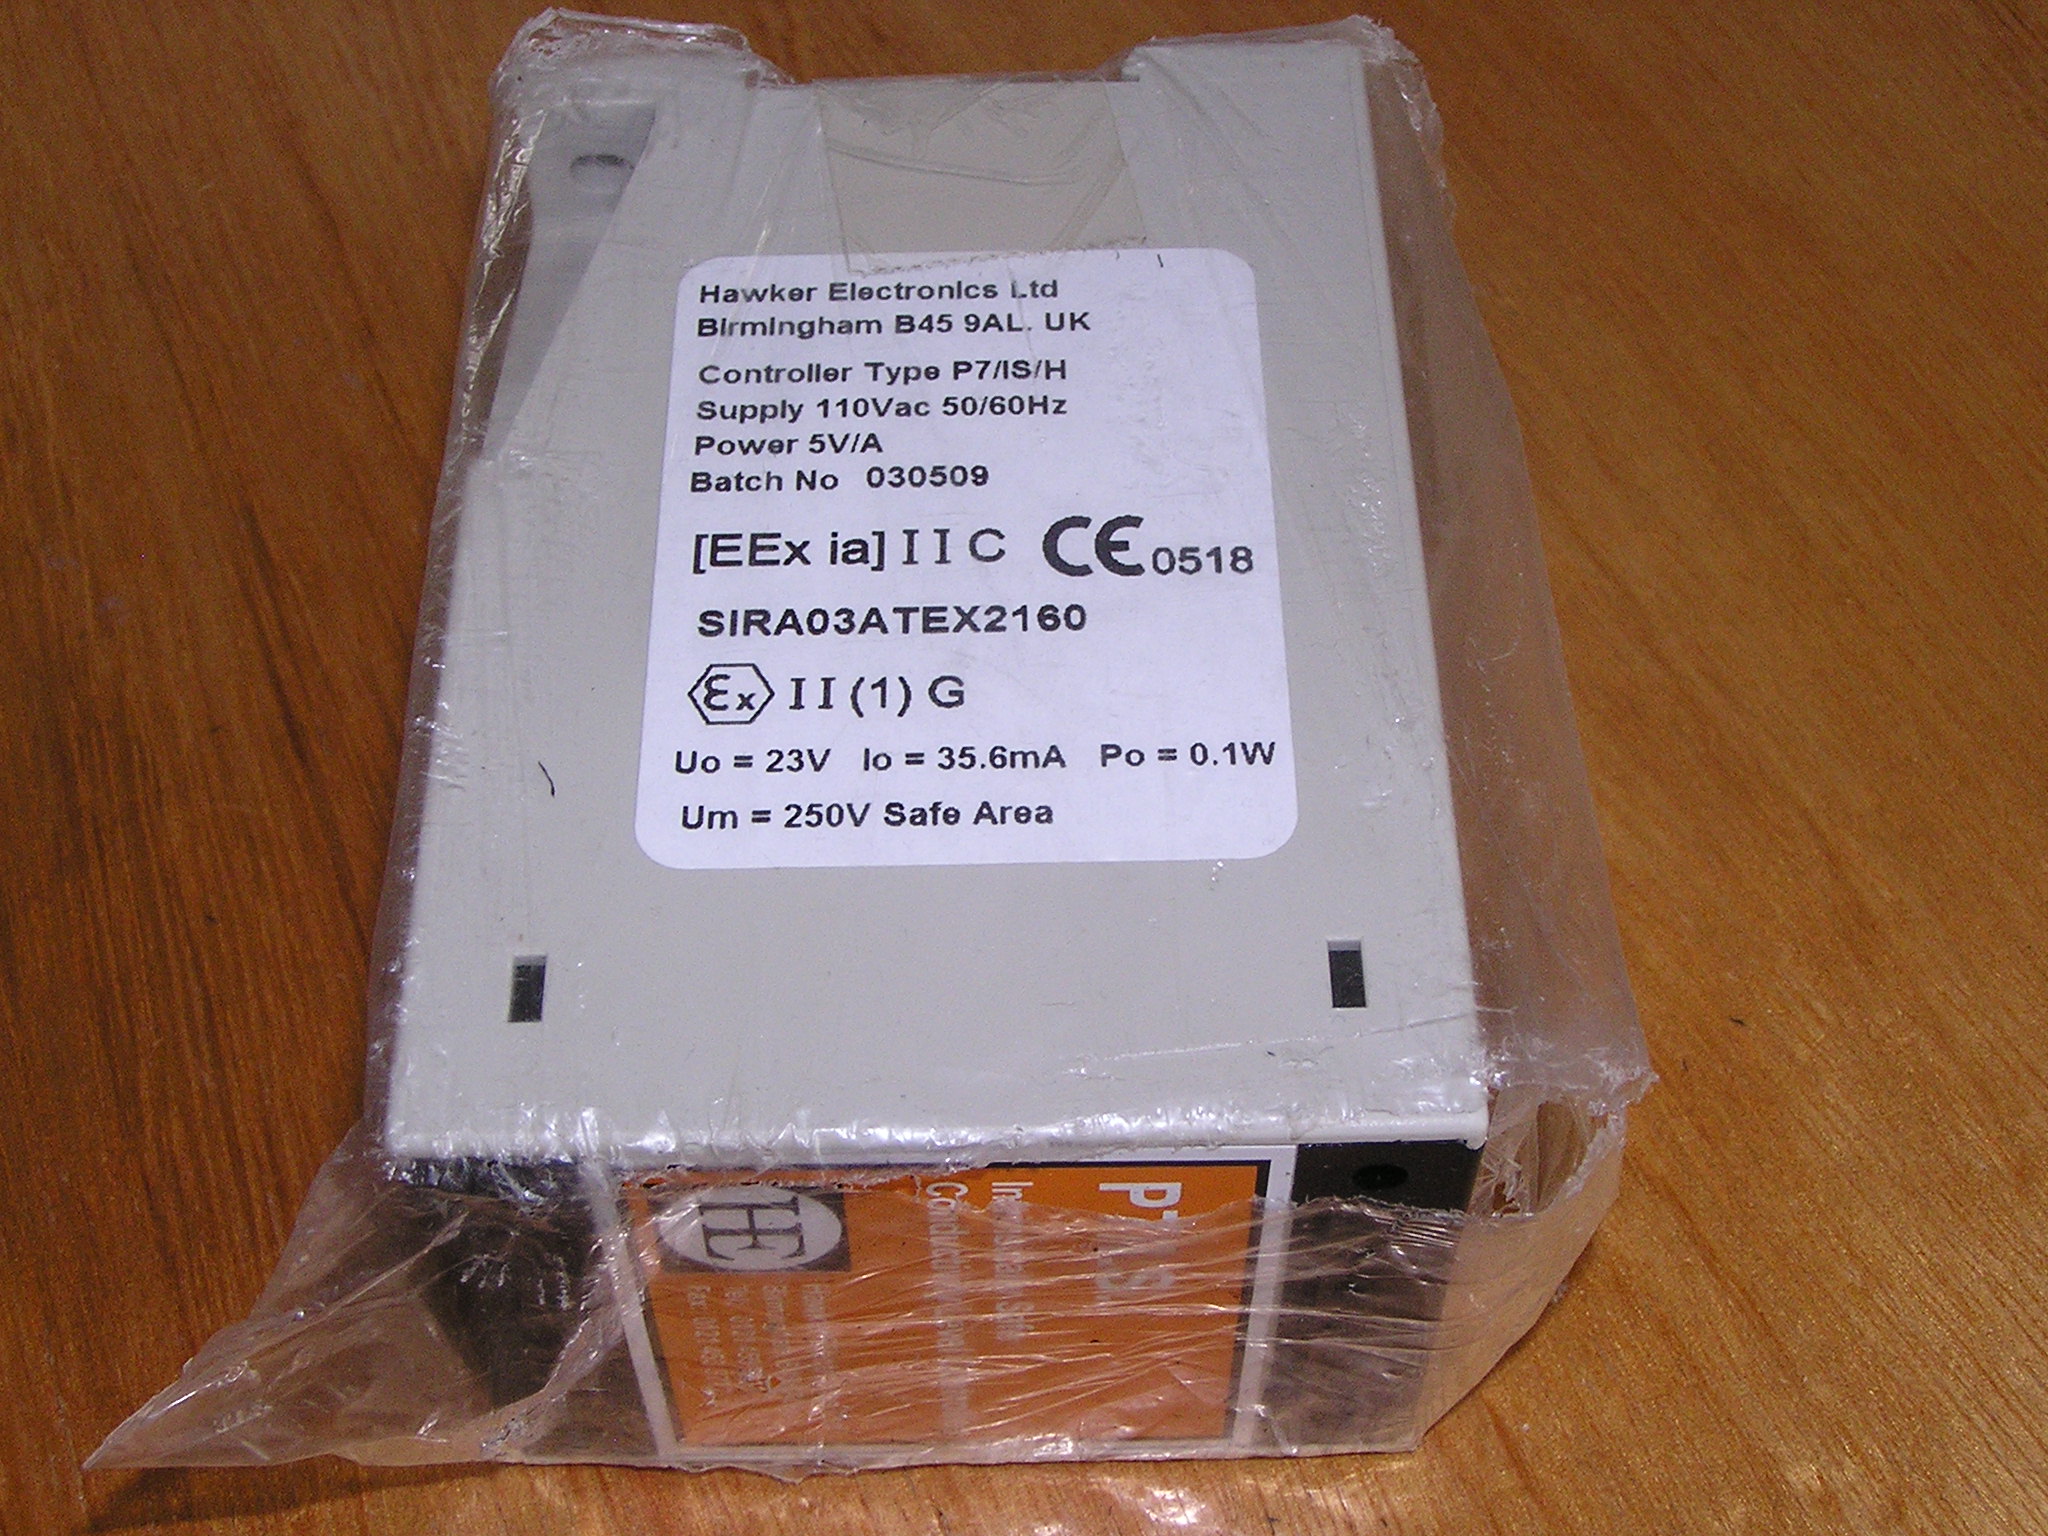 Hawker Electronics Ltd
Birmingham B45 9AL. UK
Controller Type P7/IS/H
Supply 110Vac 50/60Hz
Power 5V/A
Batch No 030509
[EEx ia] I I C CE 0518
SIRA03ATEX2160
Ex I I (1) G
Uo = 23V Io = 35.6mA Po = 0.1W
Um = 250V Safe Area
HE